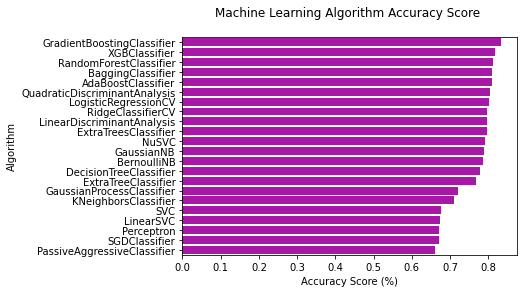 Machine Learning Algorithm Accuracy Score
GradientBoostingClassifier
XGBClassifier
RandomForestClassifier
BaggingClassifier
AdaBoostClassifier
QuadraticDiscriminantAnalysis
LogisticRegressionCV
RidgeClassifierCV
LinearDiscriminantAnalysis
ExtraTreesClassifier
NuSVC
GaussianNB
BernoulliNB
DecisionTreeClassifier
ExtraTreeClassifier
GaussianProcessClassifier
KNeighborsClassifier
SVC
LinearSVC
Perceptron
SGDClassifier
PassiveAggressiveClassifier
Algorithm
0.0 0.1 0.2 0.3 0.4 0.5 0.6 0.7 0.8
Accuracy Score (%)